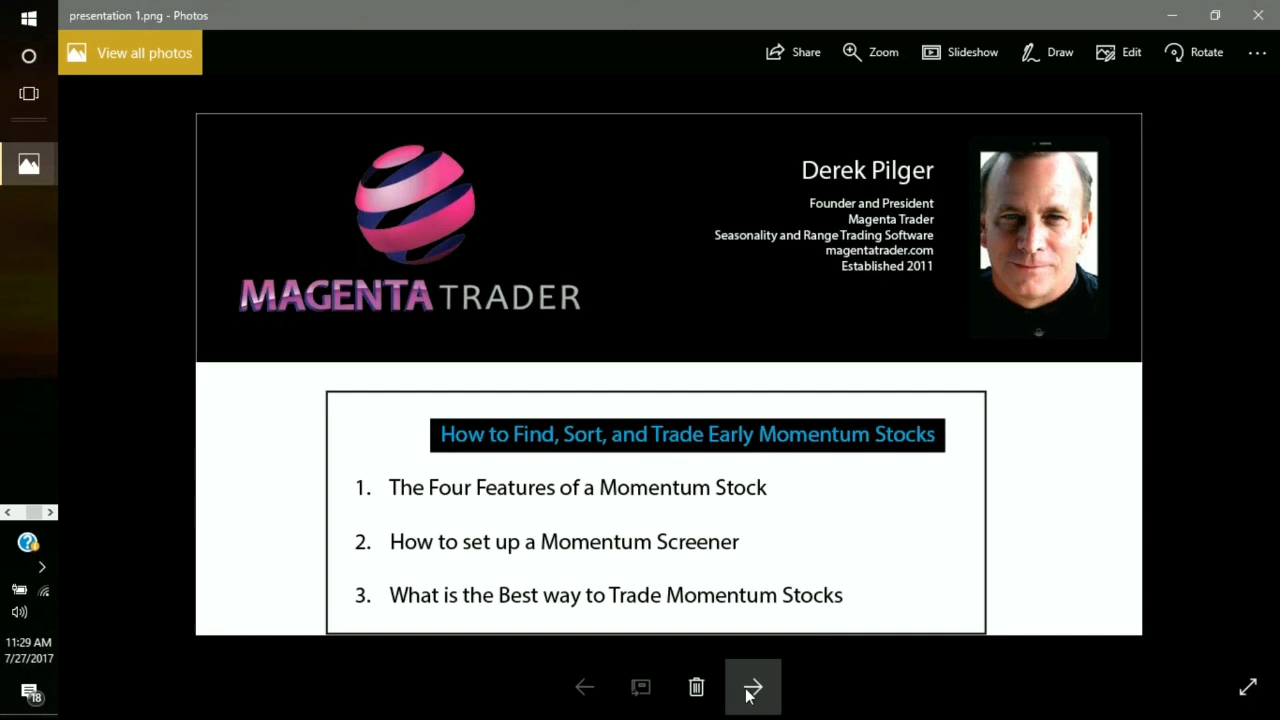 presentation 1.png - Photos
View all photos
Share
Zoom
Slideshow
Draw
Edit
Rotate
MAGENTA TRADER
Derek Pilger
Founder and President
Magenta Trader
Seasonality and Range Trading Software
magentatrader.com
Established 2011
How to Find, Sort, and Trade Early Momentum Stocks
1. The Four Features of a Momentum Stock
2. How to set up a Momentum Screener
3. What is the Best way to Trade Momentum Stocks
11:29 AM
7/27/2017
18